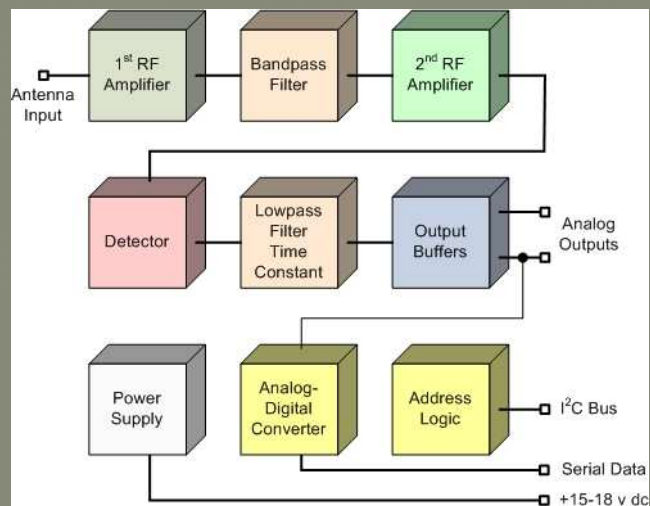 Antenna
Input
1st RF
Amplifier
Bandpass
Filter
2nd RF
Amplifier
Detector
Lowpass
Filter
Time
Constant
Output
Buffers
Analog
Outputs
Power
Supply
Analog-
Digital
Converter
Address
Logic
I²C Bus
Serial Data
+15-18 v dc